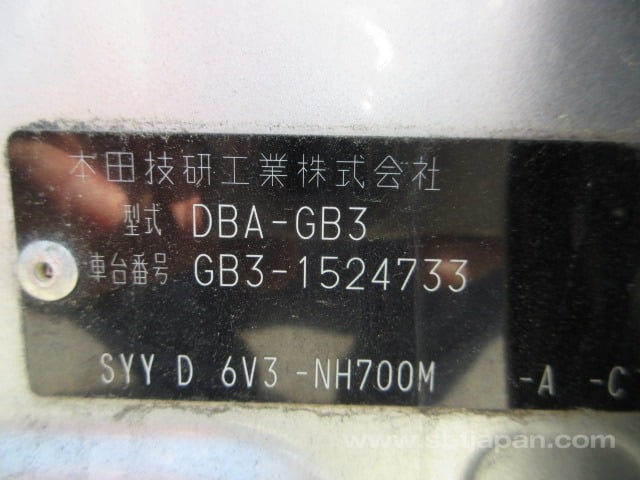 本田技研工業株式会社
型式 DBA-GB3
車台番号 GB3-1524733
SYY D 6V3 -NH700M -A -C
www.sbtjapan.com